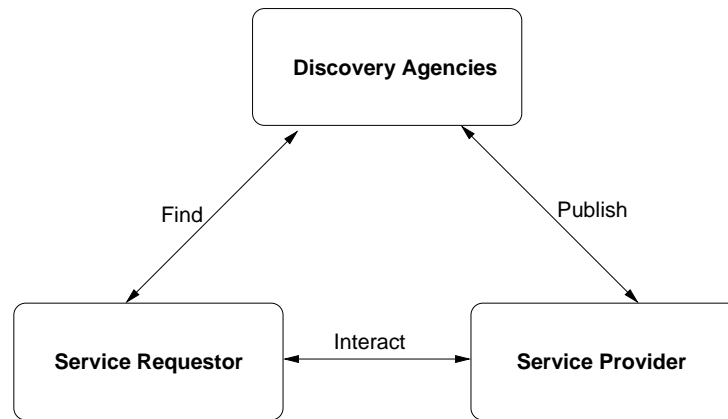 Discovery Agencies
Find
Publish
Interact
Service Requestor
Service Provider